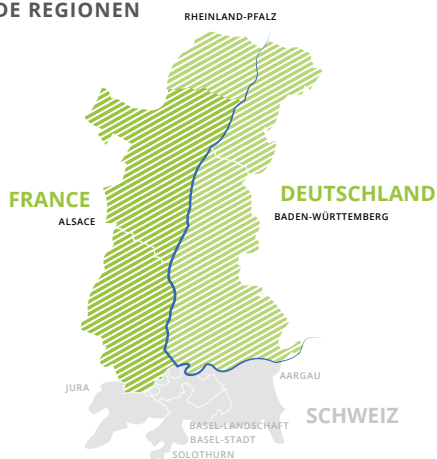 DE REGIONEN
RHEINLAND-PFALZ
FRANCE
ALSACE
DEUTSCHLAND
BADEN-WÜRTTEMBERG
JURA
AARGAU
SCHWEIZ
BASEL-LANDSCHAFT
BASEL-STADT
SOLOTHURN